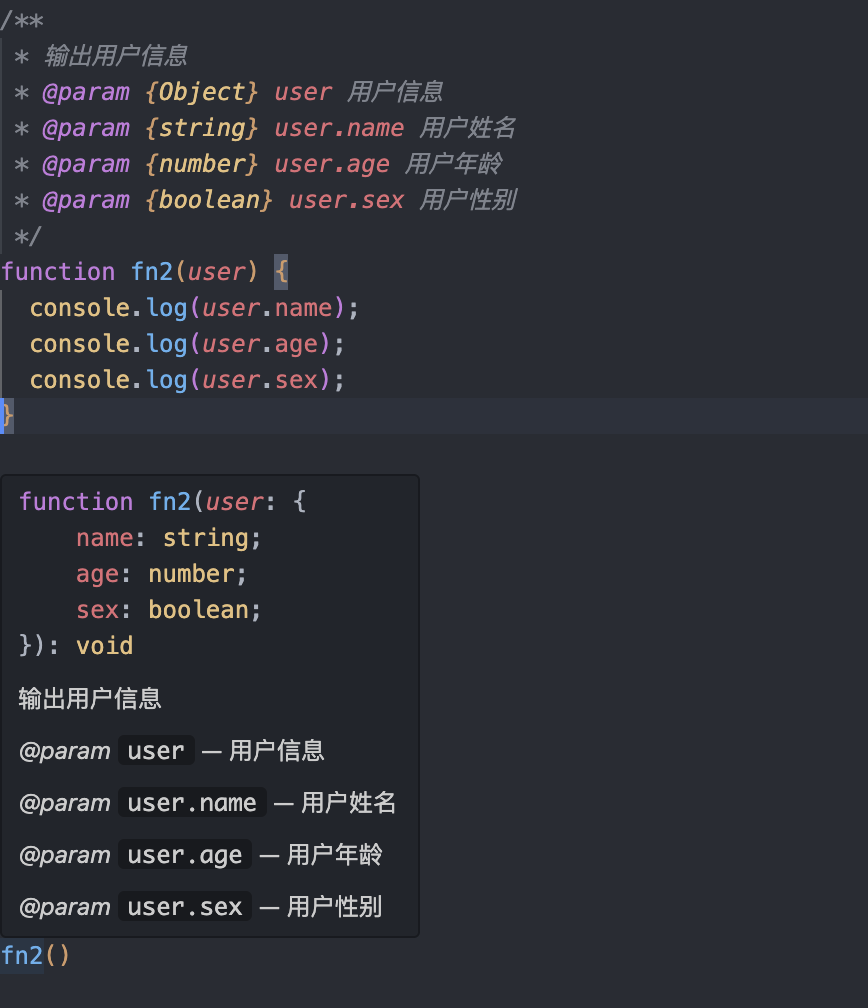 /**
 * 输出用户信息
 * @param {Object} user 用户信息
 * @param {string} user.name 用户姓名
 * @param {number} user.age 用户年龄
 * @param {boolean} user.sex 用户性别
 */
function fn2(user) {
  console.log(user.name);
  console.log(user.age);
  console.log(user.sex);
}
function fn2(user: {
    name: string;
    age: number;
    sex: boolean;
}): void
输出用户信息
@param user — 用户信息
@param user.name — 用户姓名
@param user.age — 用户年龄
@param user.sex — 用户性别
fn2()